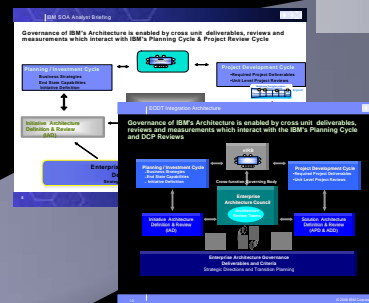 IBM SOA Analyst Briefing
Governance of IBM's Architecture is enabled by cross unit deliverables, reviews and
measurements which interact with IBM's Planning Cycle & Project Review Cycle
Planning / Investment Cycle
Business Strategies
End State Capabilities
Initiative Definition
Project Development Cycle
•Required Project Deliverables
•Unit Level Project Reviews
Initiative Architecture
Definition & Review
(IAD)
Enterp
EODT Integration Architecture
Governance of IBM's Architecture is enabled by cross unit deliverables,
reviews and measurements which interact with the IBM's Planning Cycle
and DCP Reviews
Planning / Investment Cycle
-Business Strategies
-End State Capabilities
- Initiative Definition
Cross-functional Governing Body
Project Development Cycle
•Required Project Deliverables
•Unit Level Project Reviews
Enterprise
Architecture Council
Initiative Architecture
Definition & Review
(IAD)
Solution Architecture
Definition & Review
(APD & ADD)
Enterprise Architecture Governance
Deliverables and Criteria
Strategic Directions and Transition Planning